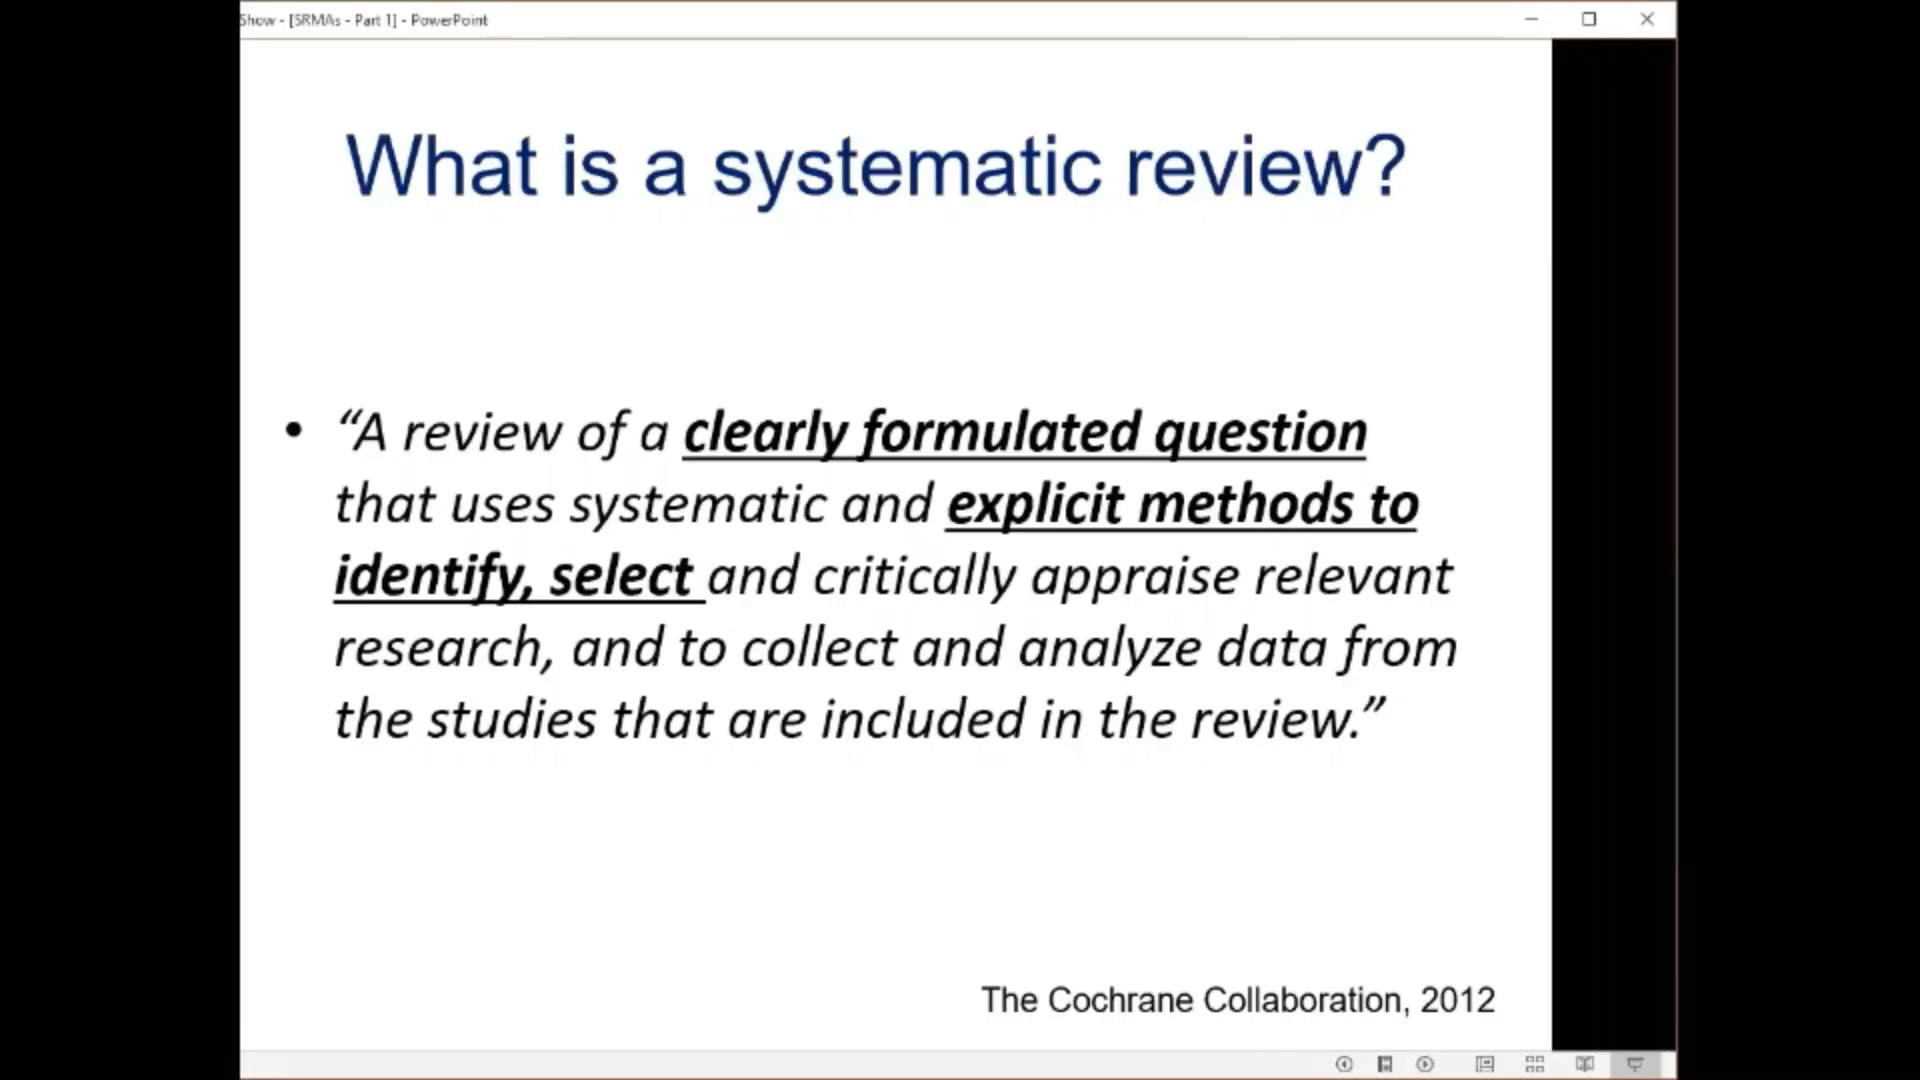 Show - [SRMAs - Part 1] - PowerPoint
What is a systematic review?
• “A review of a clearly formulated question
that uses systematic and explicit methods to
identify, select and critically appraise relevant
research, and to collect and analyze data from
the studies that are included in the review.”
The Cochrane Collaboration, 2012